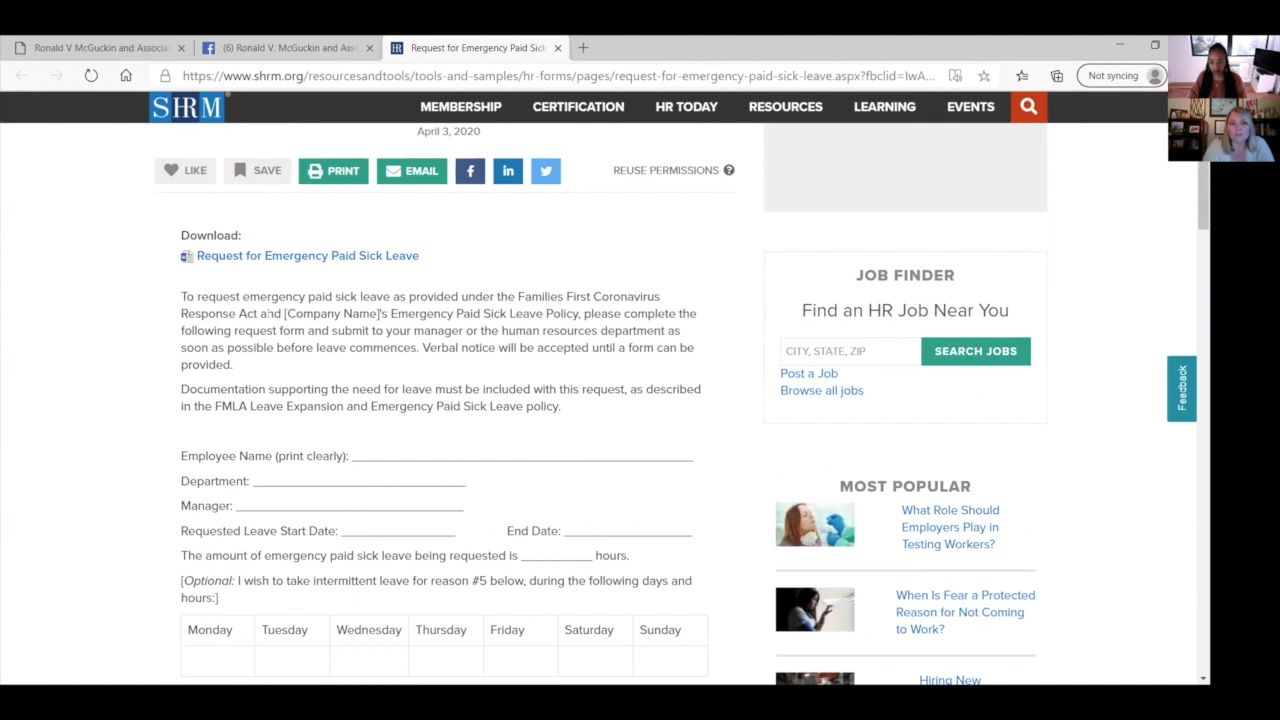 Ronald V McGuckin and Associa
(6) Ronald V. McGuckin and Ass
Request for Emergency Paid Sick
https://www.shrm.org/resourcesandtools/tools-and-samples/hr-forms/pages/request-for-emergency-paid-sick-leave.aspx?fbclid=IwA...
Not syncing
SHRM
MEMBERSHIP
CERTIFICATION
HR TODAY
RESOURCES
LEARNING
EVENTS
April 3, 2020
LIKE
SAVE
PRINT
EMAIL
REUSE PERMISSIONS
Download:
Request for Emergency Paid Sick Leave
To request emergency paid sick leave as provided under the Families First Coronavirus
Response Act and [Company Name]'s Emergency Paid Sick Leave Policy, please complete the
following request form and submit to your manager or the human resources department as
soon as possible before leave commences. Verbal notice will be accepted until a form can be
provided.
Documentation supporting the need for leave must be included with this request, as described
in the FMLA Leave Expansion and Emergency Paid Sick Leave policy.
Employee Name (print clearly): ______________________
Department: ______________________
Manager: ______________________
Requested Leave Start Date: ____________ End Date: ____________
The amount of emergency paid sick leave being requested is _________ hours.
[Optional: I wish to take intermittent leave for reason #5 below, during the following days and
hours:]
Monday Tuesday Wednesday Thursday Friday Saturday Sunday
JOB FINDER
Find an HR Job Near You
CITY, STATE, ZIP
SEARCH JOBS
Post a Job
Browse all jobs
MOST POPULAR
What Role Should
Employers Play in
Testing Workers?
When Is Fear a Protected
Reason for Not Coming
to Work?
Hiring New
Feedback